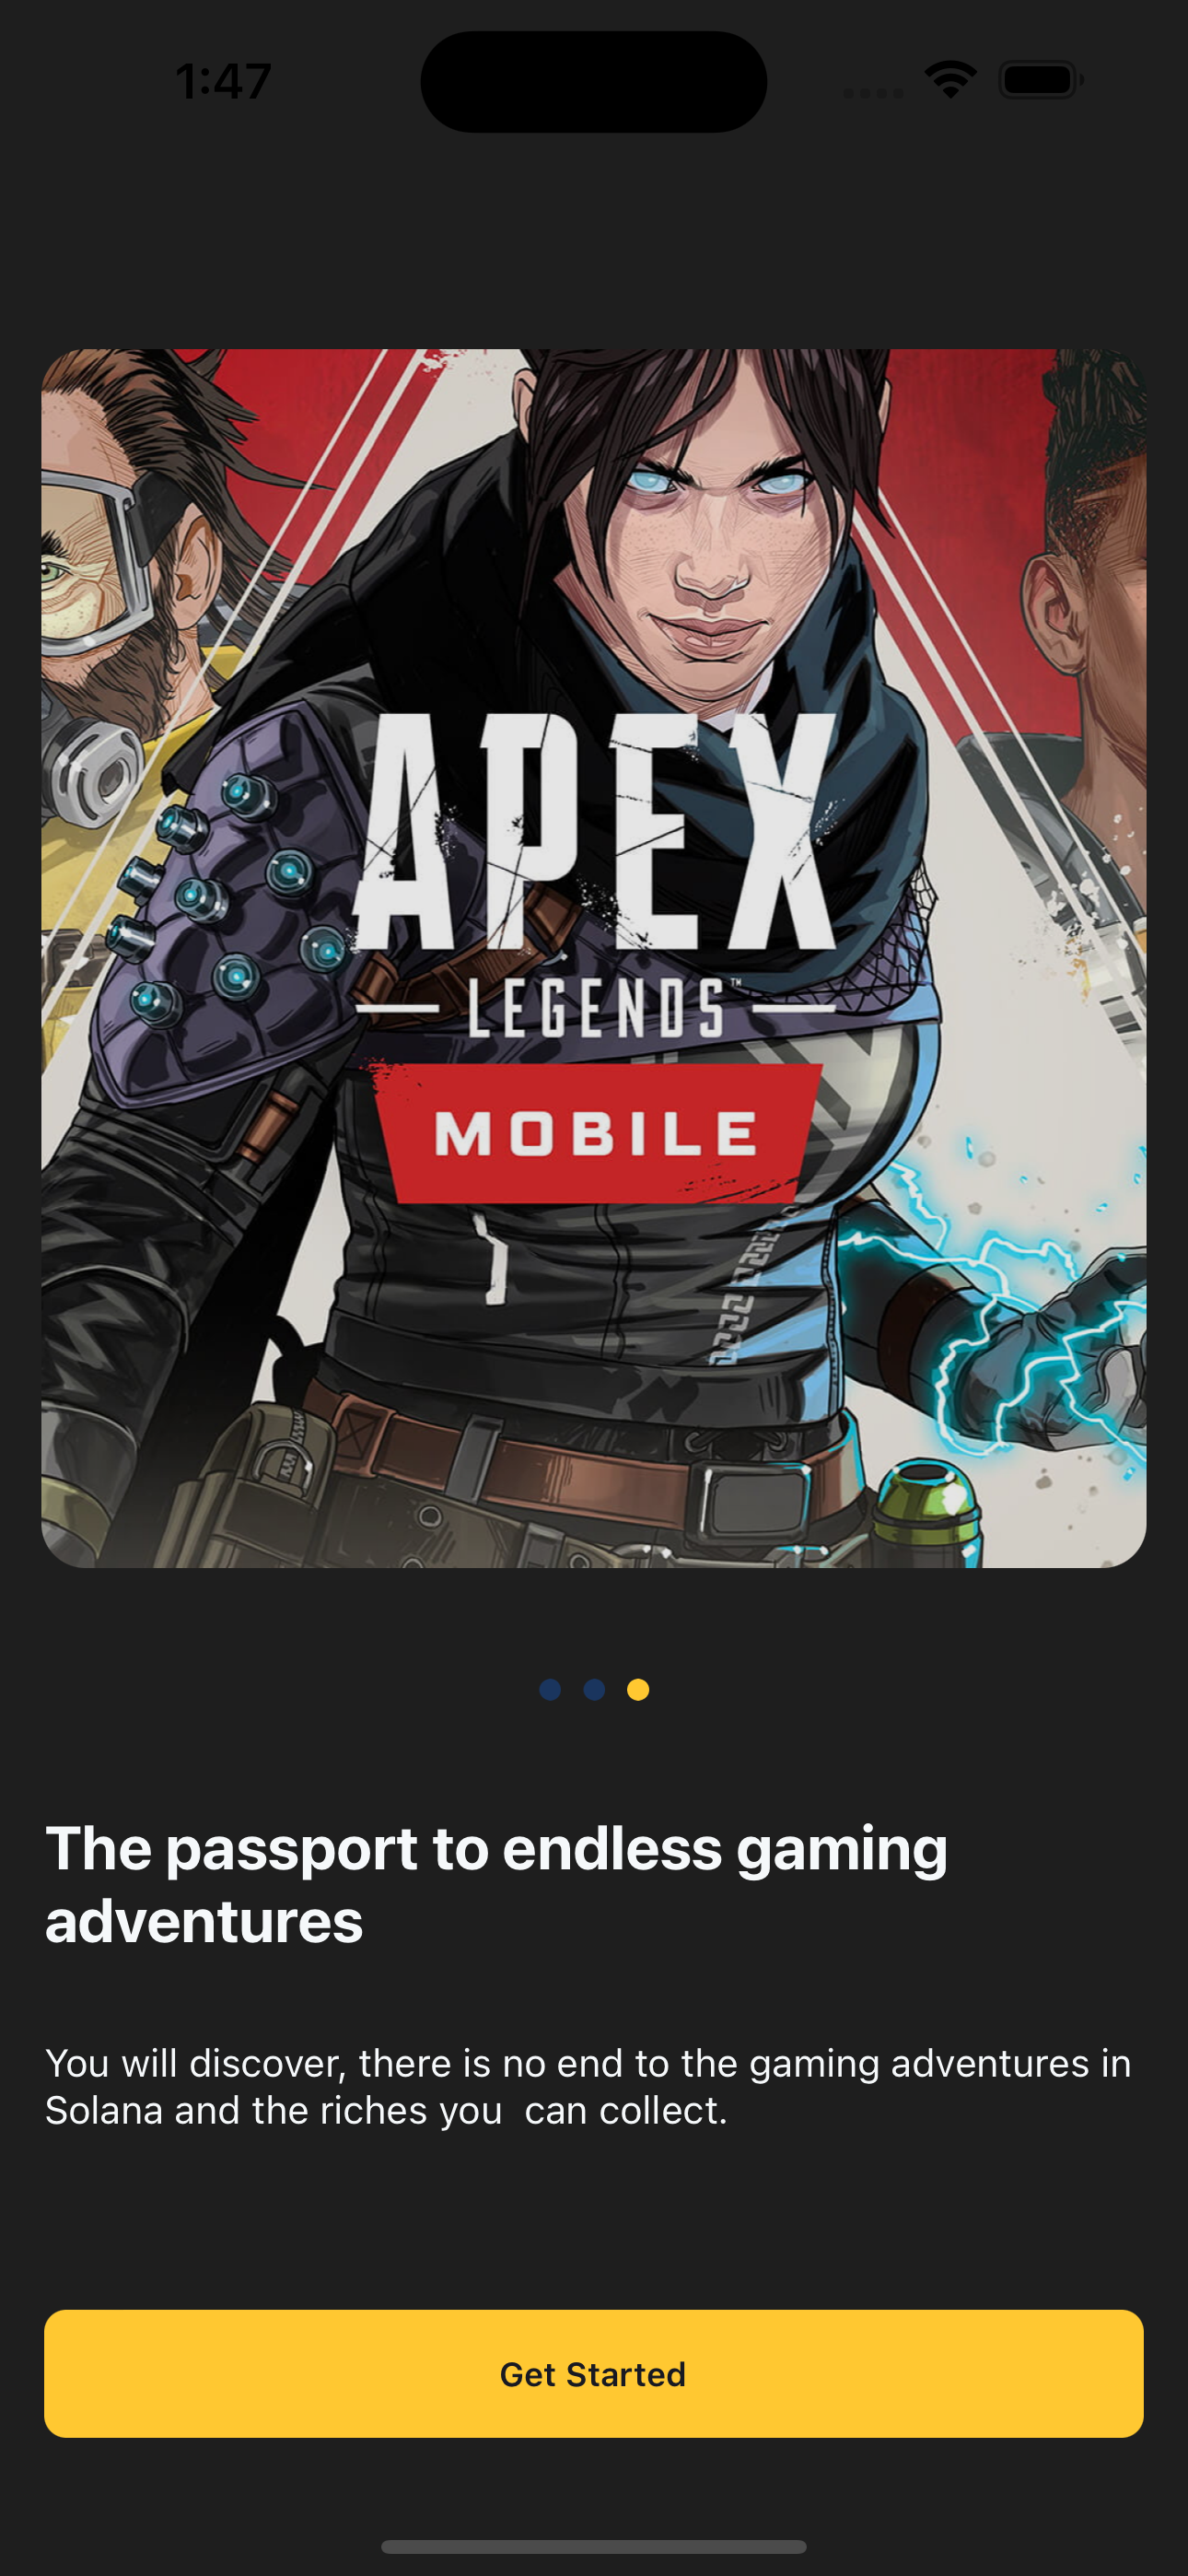 1:47
APEX
LEGENDS™
MOBILE
The passport to endless gaming
adventures
You will discover, there is no end to the gaming adventures in
Solana and the riches you  can collect.
Get Started